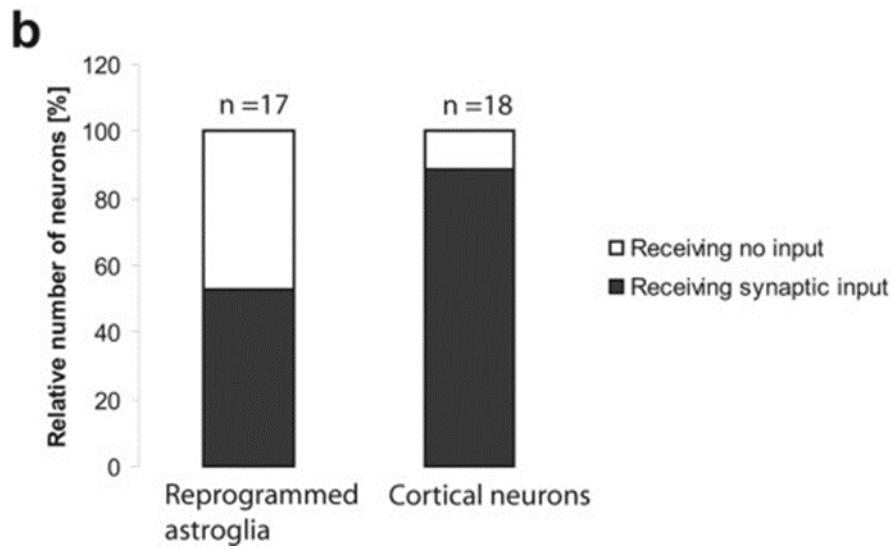 b
120
100
80
60
40
20
0
Relative number of neurons [%]
n =17
n =18
Reprogrammed
astroglia
Cortical neurons
Receiving no input
Receiving synaptic input